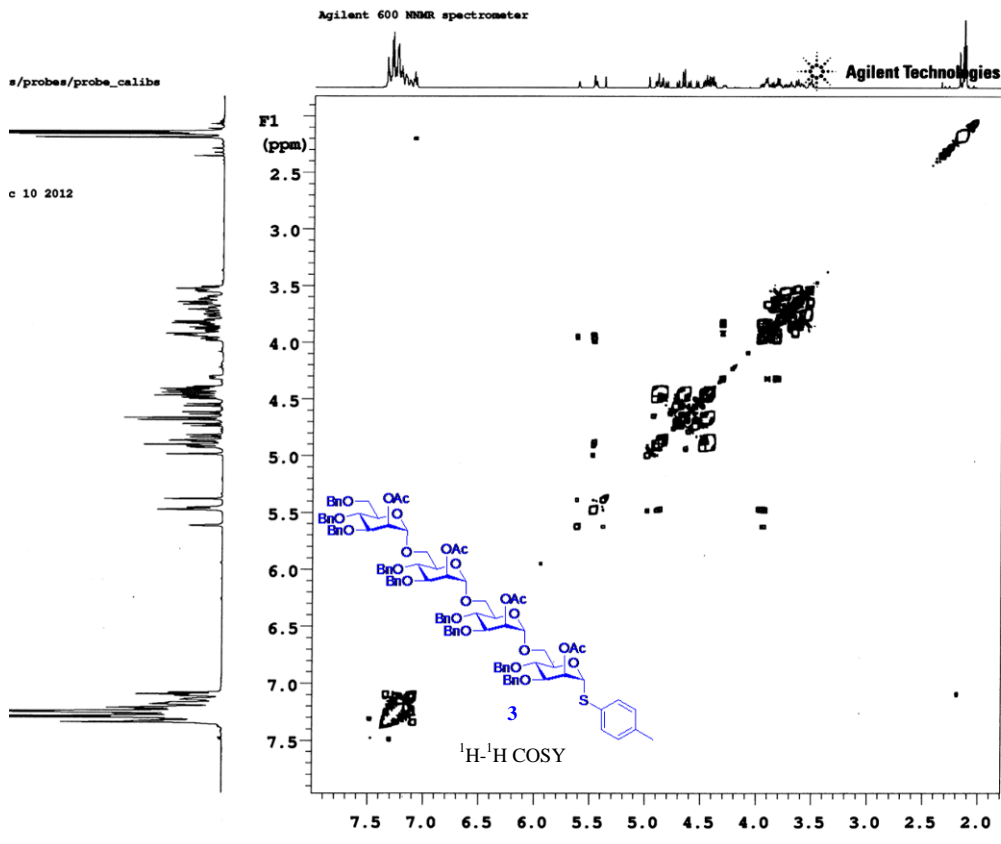 Agilent 600 NNMR spectrometer
s/probes/probe_calibs
Agilent Technologies
F1
(ppm)
c 10 2012
2.5
3.0
3.5
4.0
4.5
5.0
5.5
6.0
6.5
7.0
7.5
BnO
OAc
BnO
O
BnO
O
OAc
O
BnO
BnO
O
OAc
O
BnO
BnO
O
OAc
O
BnO
BnO
S
3
1H-1H COSY
7.5 7.0 6.5 6.0 5.5 5.0 4.5 4.0 3.5 3.0 2.5 2.0